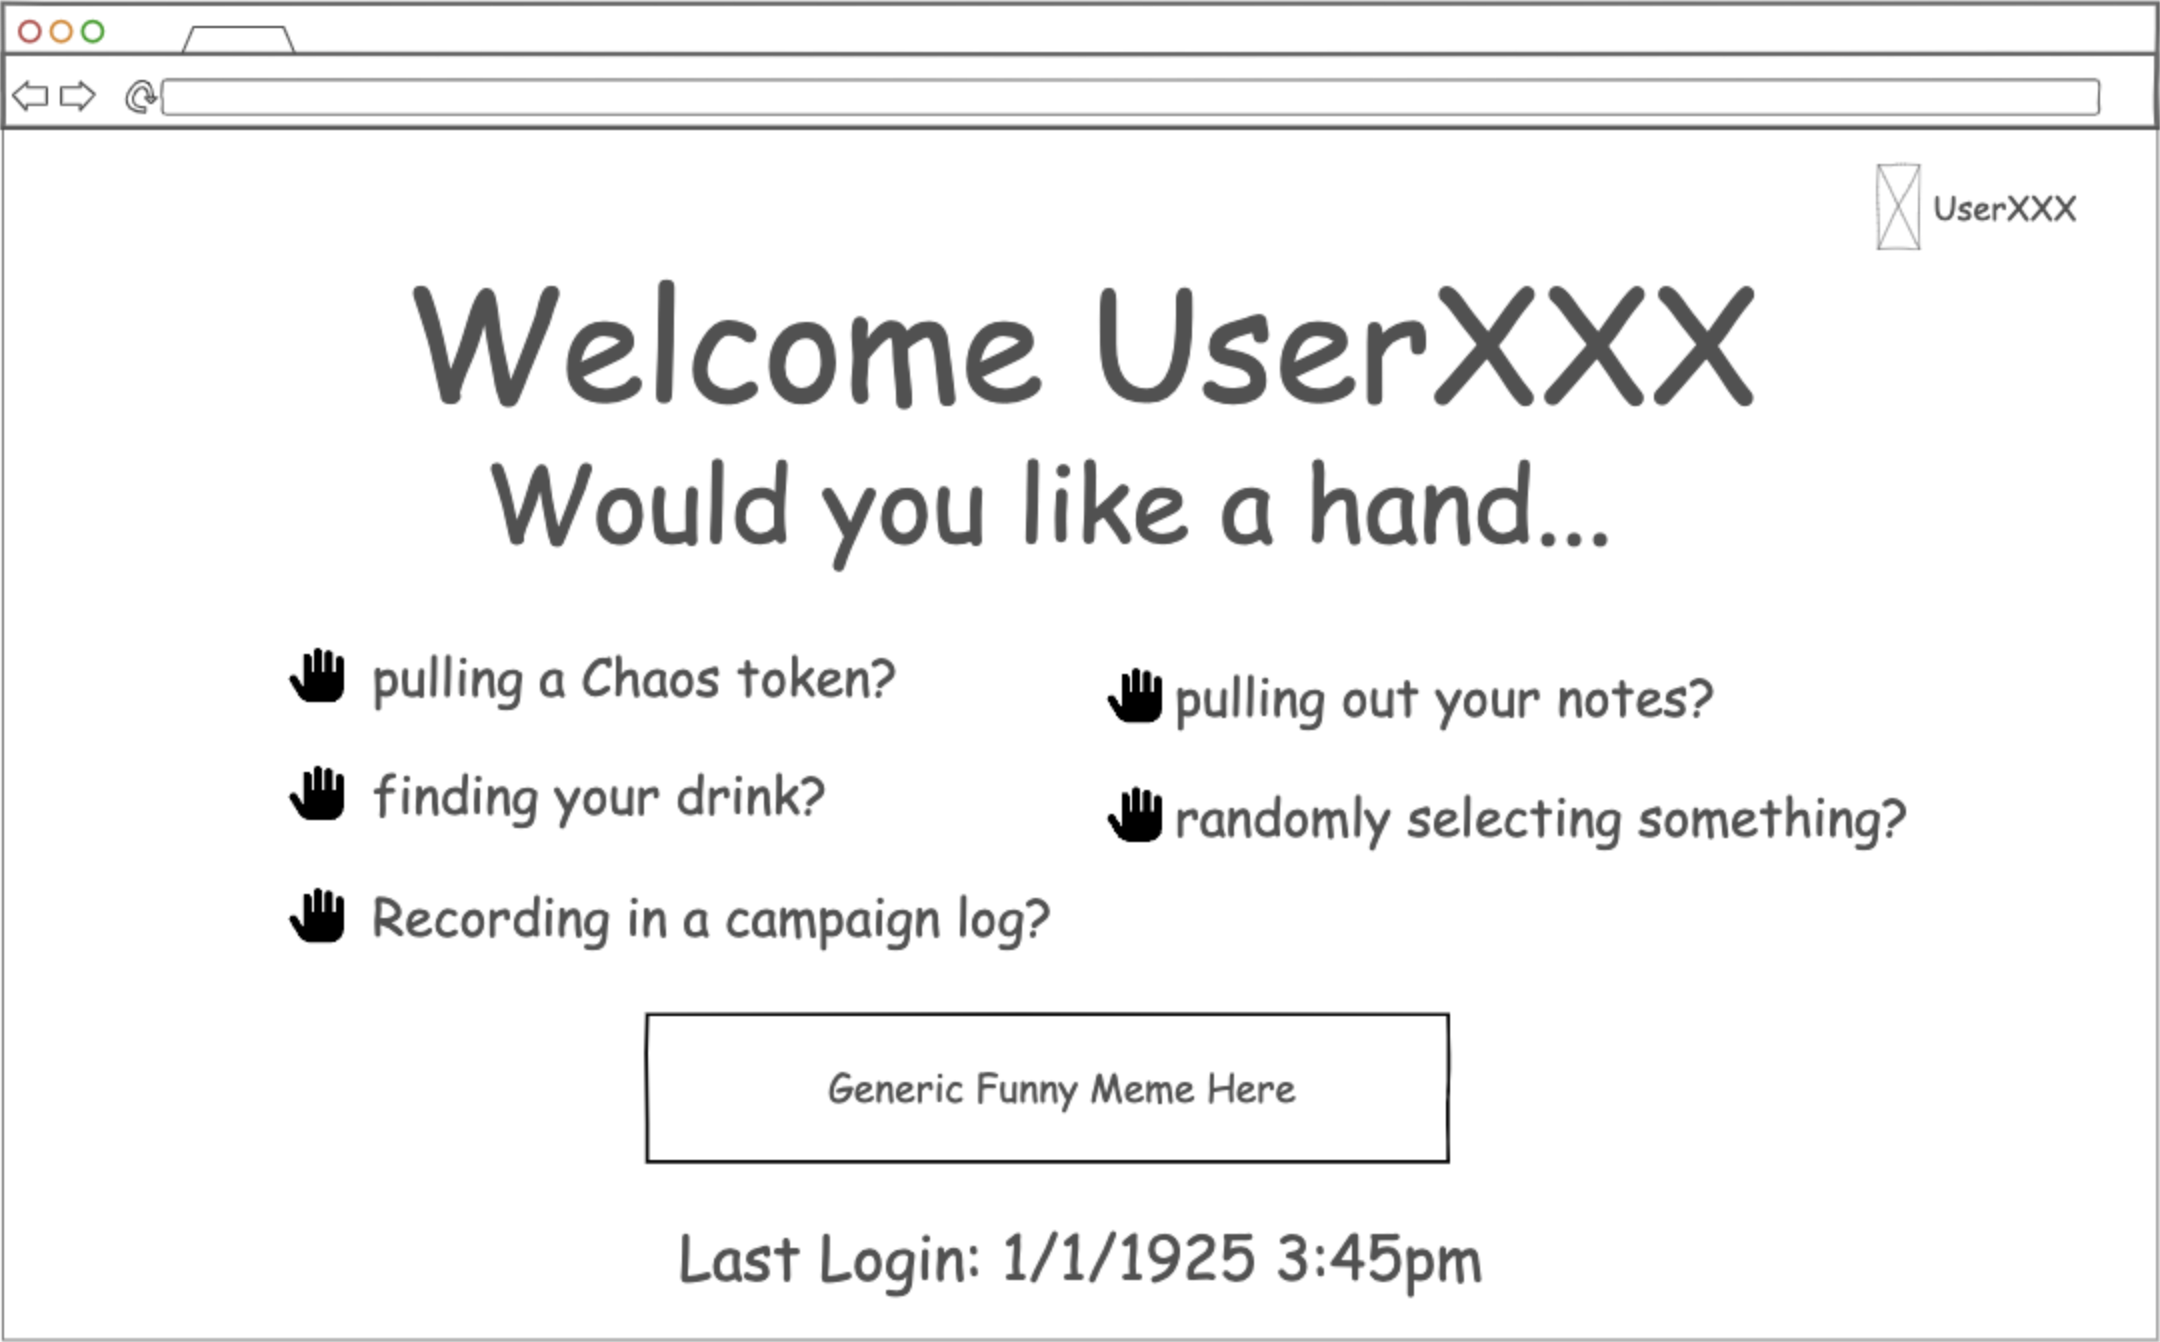 UserXXX
Welcome UserXXX
Would you like a hand...
pulling a Chaos token?
finding your drink?
Recording in a campaign log?
pulling out your notes?
randomly selecting something?
Generic Funny Meme Here
Last Login: 1/1/1925 3:45pm